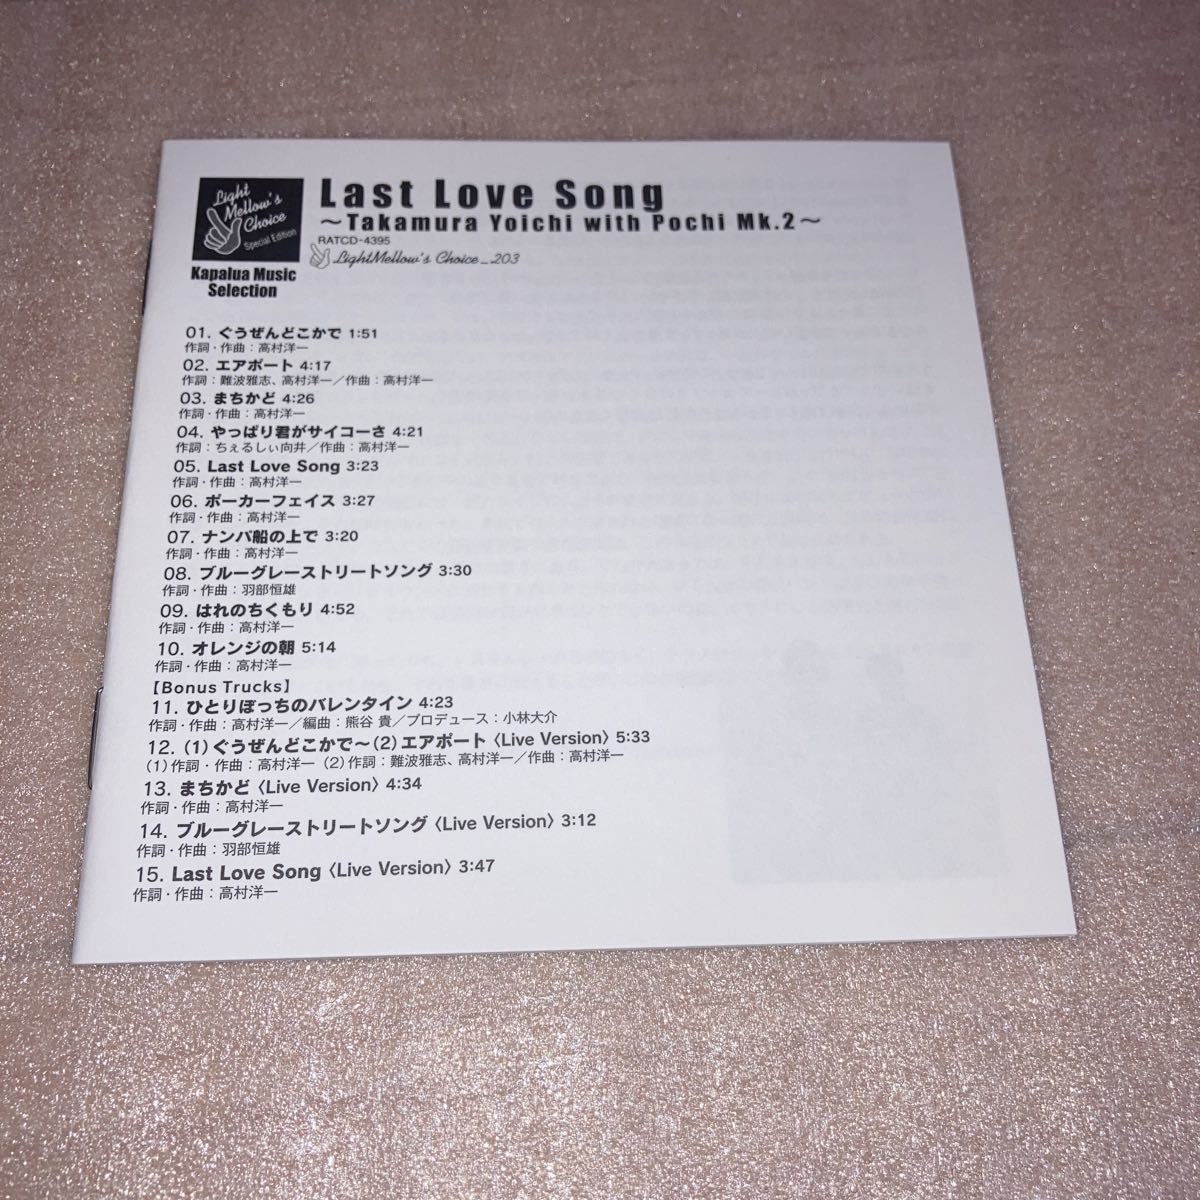 Light
Mellow's
Choice
Special Edition
Kapalua Music
Selection
Last Love Song
～Takamura Yoichi with Pochi Mk.2～
RATCD-4395
LightMellow's Choice_203
01. ぐうぜんどこかで 1:51
作詞・作曲：高村洋一
02. エアポート 4:17
作詞：難波雅志、高村洋一／作曲：高村洋一
03. まちかど 4:26
作詞・作曲：高村洋一
04. やっぱり君がサイコーさ 4:21
作詞：ちぇるしぃ向井／作曲：高村洋一
05. Last Love Song 3:23
作詞・作曲：高村洋一
06. ポーカーフェイス 3:27
作詞・作曲：高村洋一
07. ナンパ船の上で 3:20
作詞・作曲：高村洋一
08. ブルーグレーストリートソング 3:30
作詞・作曲：羽部恒雄
09. はれのちくもり 4:52
作詞・作曲：高村洋一
10. オレンジの朝 5:14
作詞・作曲：高村洋一
【Bonus Trucks】
11. ひとりぼっちのバレンタイン 4:23
作詞・作曲：高村洋一／編曲：熊谷 貴／プロデュース：小林大介
12. (1)ぐうぜんどこかで～(2)エアポート〈Live Version〉5:33
(1)作詞・作曲：高村洋一 (2)作詞：難波雅志、高村洋一／作曲：高村洋一
13. まちかど〈Live Version〉4:34
作詞・作曲：高村洋一
14. ブルーグレーストリートソング〈Live Version〉3:12
作詞・作曲：羽部恒雄
15. Last Love Song〈Live Version〉3:47
作詞・作曲：高村洋一